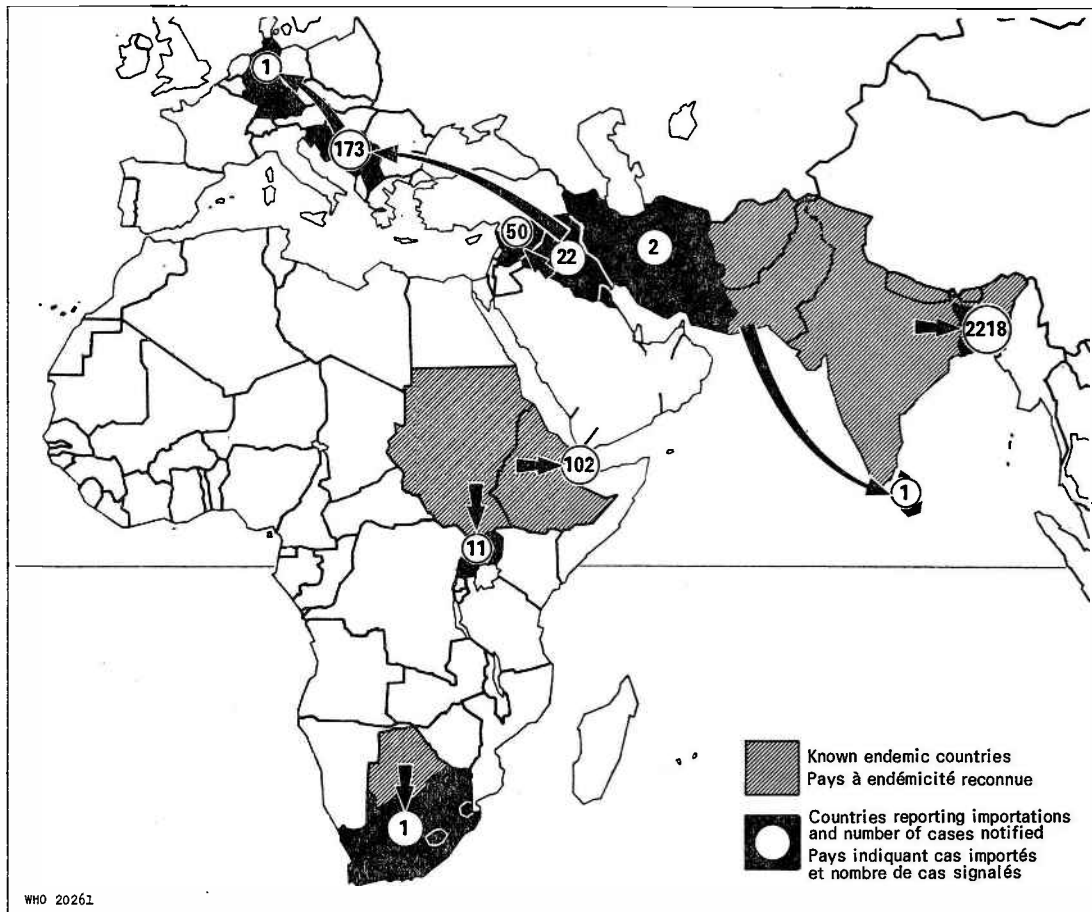 1
173
50
22
2
2218
102
1
11
1
Known endemic countries
Pays à endémicité reconnue
Countries reporting importations
and number of cases notified
Pays indiquant cas importés
et nombre de cas signalés
WHO 20261